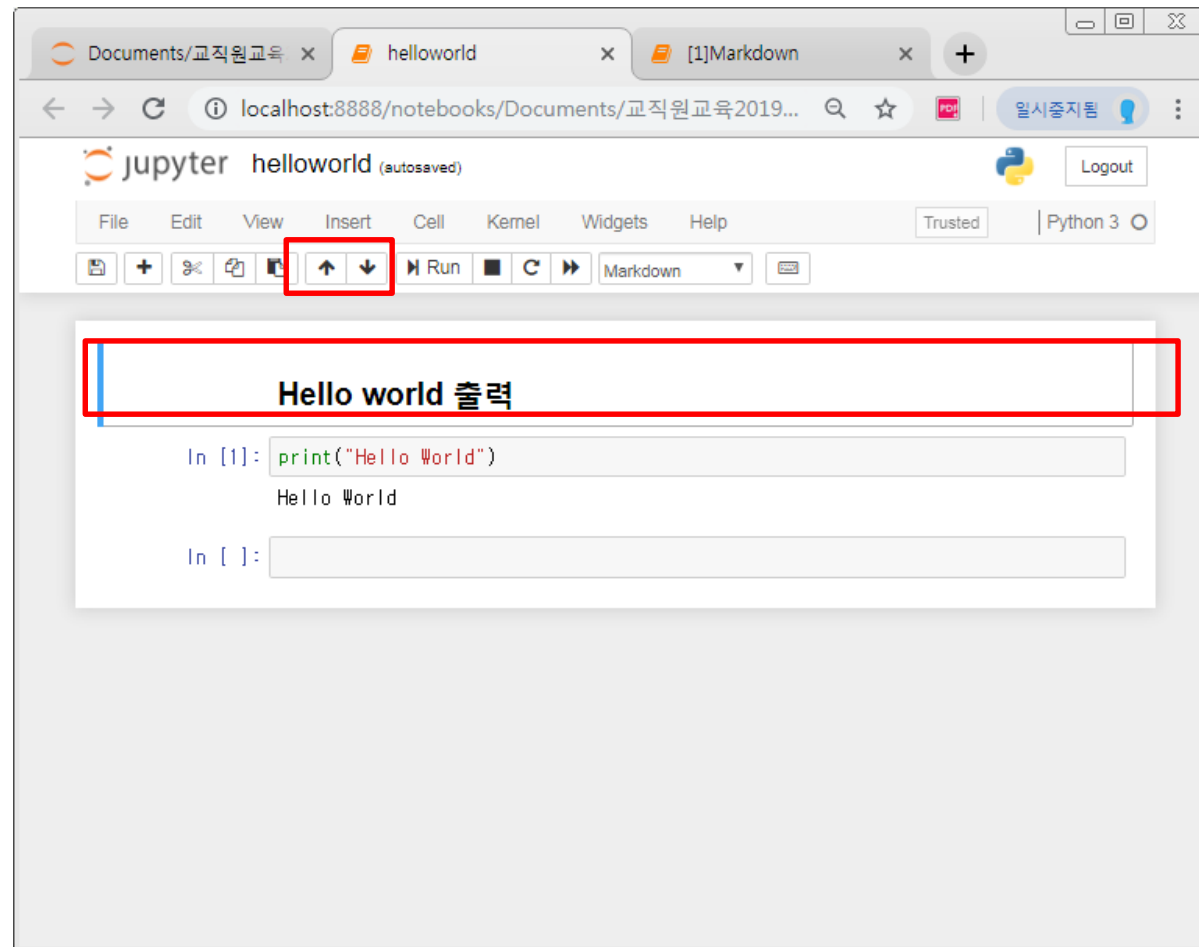 Documents/교직원교육
helloworld
[1]Markdown
localhost:8888/notebooks/Documents/교직원교육2019...
PDF
일시중지됨
jupyter helloworld (autosaved)
Logout
File Edit View Insert Cell Kernel Widgets Help
Trusted
Python 3
Run
Markdown
Hello world 출력
In [1]: print("Hello World")
Hello World
In [ ]: